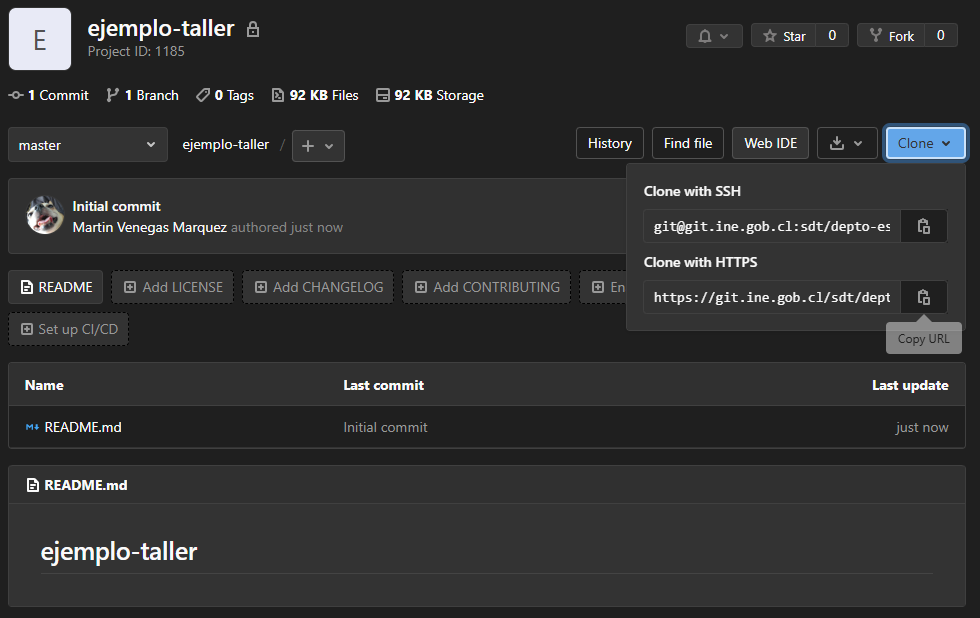 E
ejemplo-taller
Project ID: 1185
Star 0
Fork 0
1 Commit 1 Branch 0 Tags 92 KB Files 92 KB Storage
master ejemplo-taller / + History Find file Web IDE Clone
Clone with SSH
git@git.ine.gob.cl:sdt/depto-es
Clone with HTTPS
https://git.ine.gob.cl/sdt/dept
Copy URL
Initial commit
Martin Venegas Marquez authored just now
README Add LICENSE Add CHANGELOG Add CONTRIBUTING En
Set up CI/CD
Name Last commit Last update
README.md Initial commit just now
README.md
ejemplo-taller